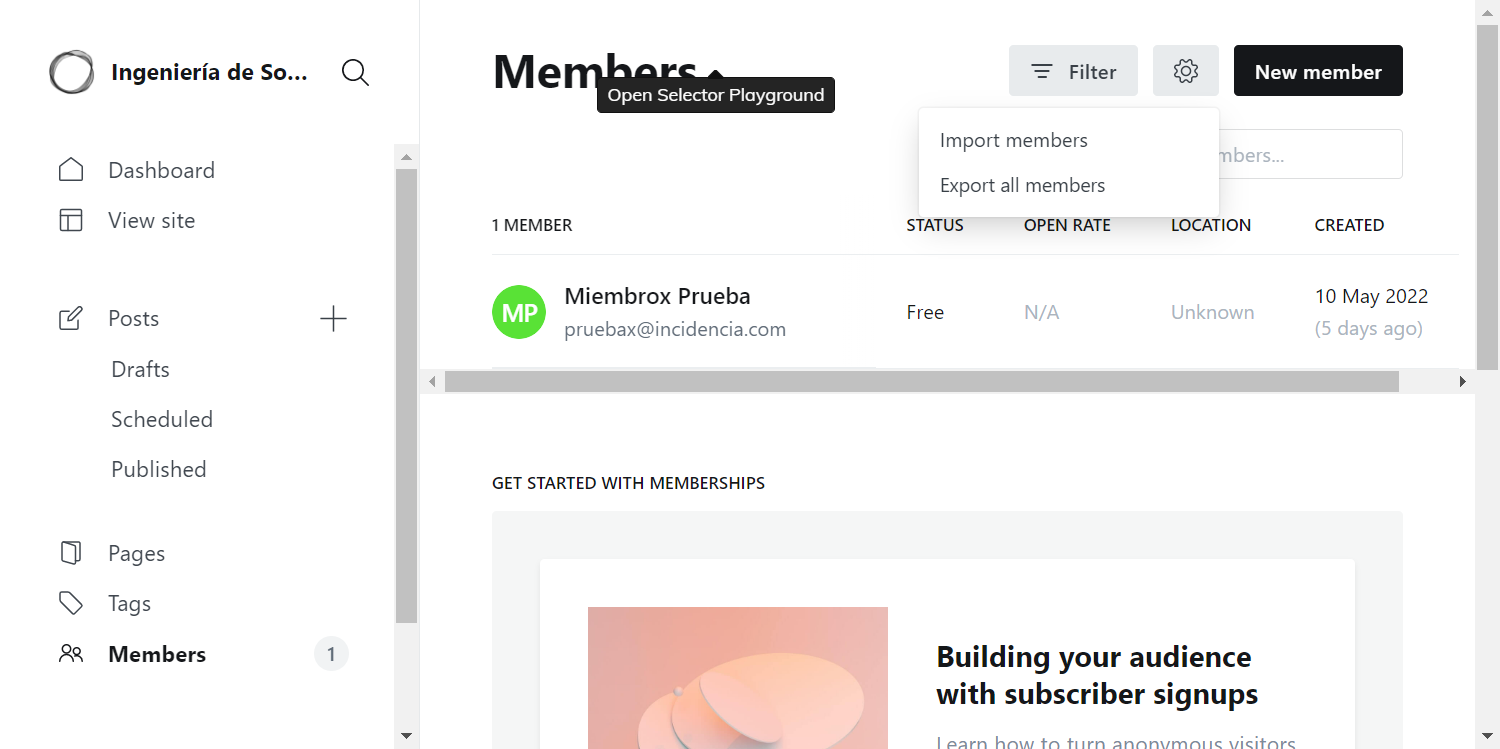 Ingeniería de So...
Dashboard
View site
Posts
Drafts
Scheduled
Published
Pages
Tags
Members
1
Members
Open Selector Playground
Filter
New member
Import members
Export all members
mbers...
1 MEMBER
STATUS
OPEN RATE
LOCATION
CREATED
MP
Miembrox Prueba
pruebax@incidencia.com
Free
N/A
Unknown
10 May 2022
(5 days ago)
GET STARTED WITH MEMBERSHIPS
Building your audience
with subscriber signups
Learn how to turn anonymous visitors